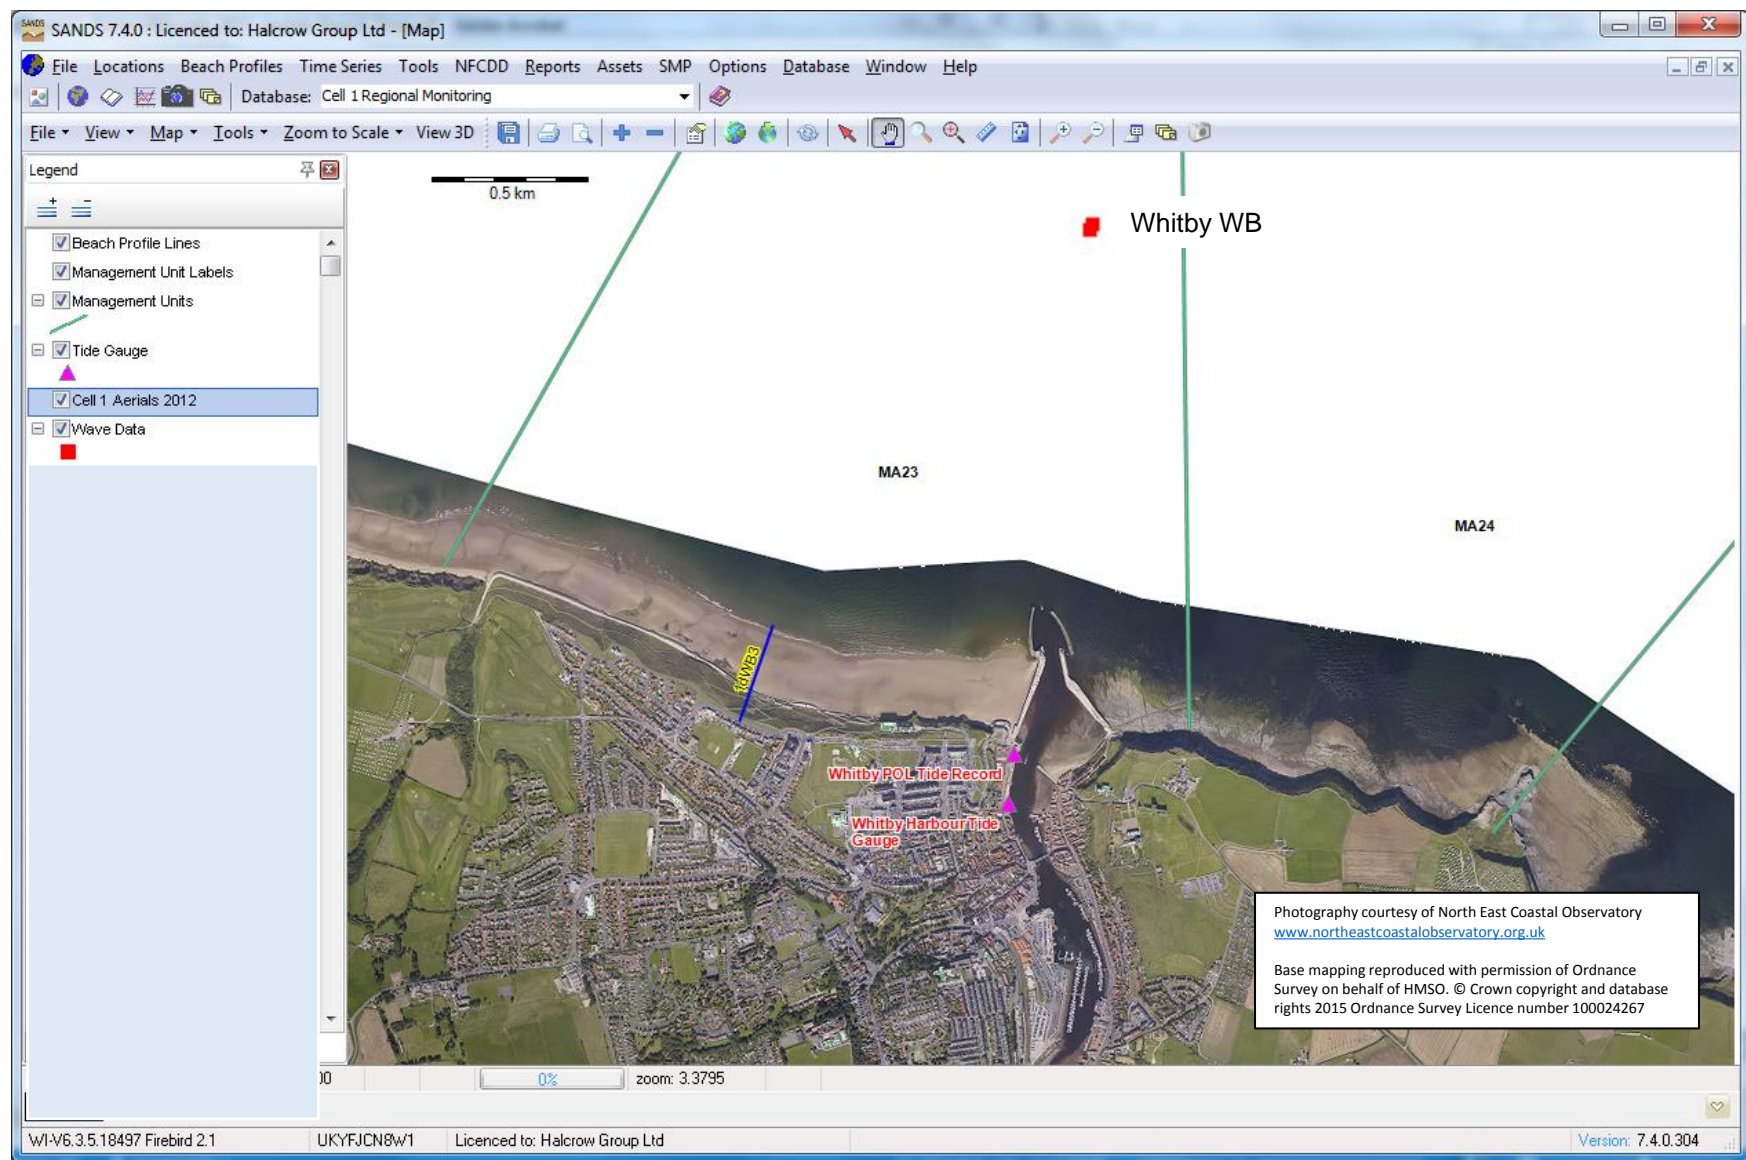 SANDS
SANDS 7.4.0 : Licenced to: Halcrow Group Ltd - [Map]
File Locations Beach Profiles Time Series Tools NFCDD Reports Assets SMP Options Database Window Help
Database: Cell 1 Regional Monitoring
File View Map Tools Zoom to Scale View 3D
Legend
Beach Profile Lines
Management Unit Labels
Management Units
Tide Gauge
Cell 1 Aerials 2012
Wave Data
0.5 km
Whitby WB
MA23
MA24
1dWB3
Whitby POL Tide Record
Whitby Harbour Tide
Gauge
Photography courtesy of North East Coastal Observatory
www.northeastcoastalobservatory.org.uk
Base mapping reproduced with permission of Ordnance
Survey on behalf of HMSO. © Crown copyright and database
rights 2015 Ordnance Survey Licence number 100024267
0% zoom: 3.3795
WI-V6.3.5.18497 Firebird 2.1 UKYFJCN8W1 Licenced to: Halcrow Group Ltd Version: 7.4.0.304